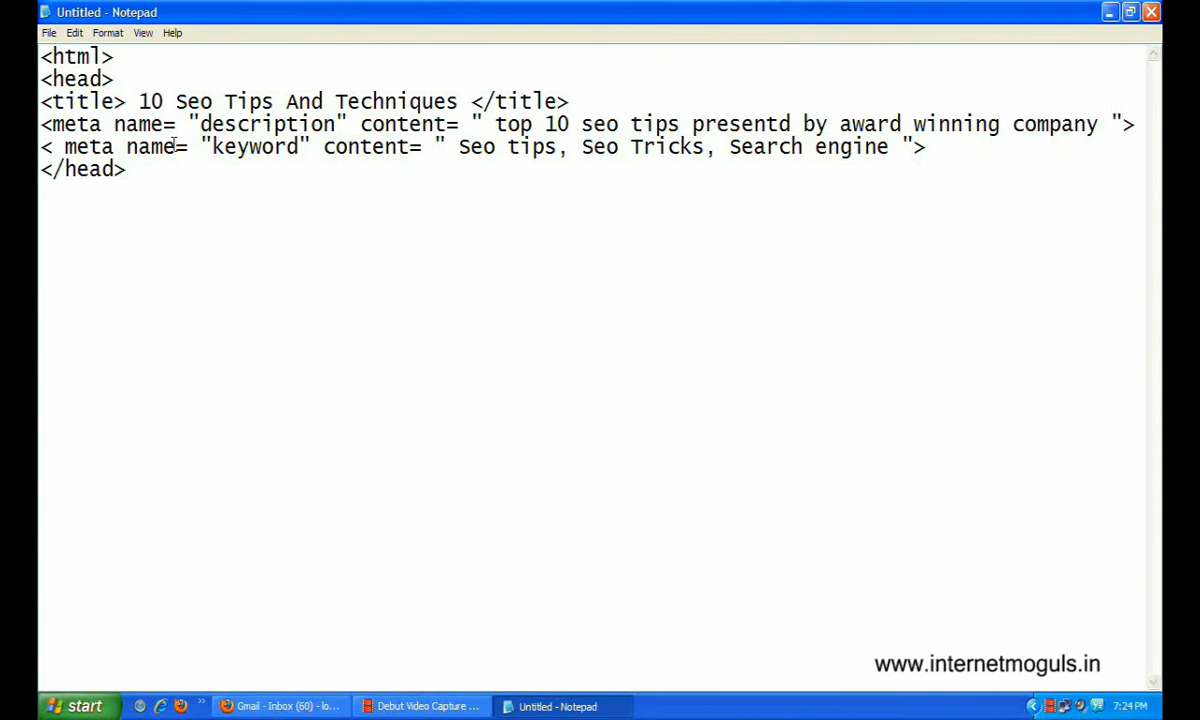 Untitled - Notepad
File Edit Format View Help
<html>
<head>
<title> 10 Seo Tips And Techniques </title>
<meta name= "description" content= " top 10 seo tips presentd by award winning company ">
< meta name= "keyword" content= " Seo tips, Seo Tricks, Search engine ">
</head>
www.internetmoguls.in
start Gmail - Inbox (60) - lo... Debut Video Capture ... Untitled - Notepad 7:24 PM